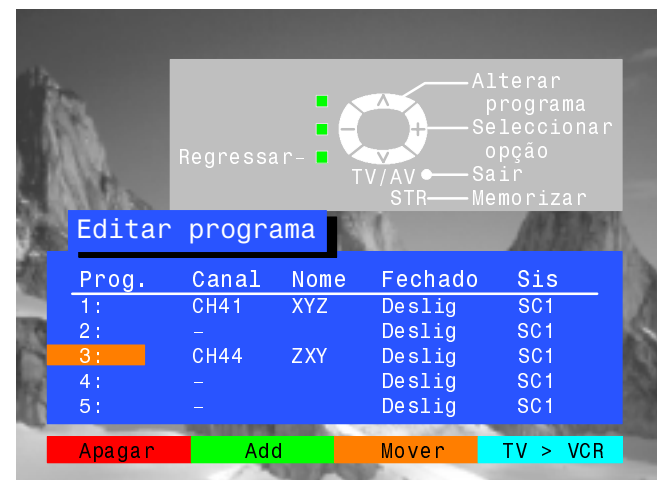 Alterar
programa
Seleccionar
opção
Regressar–
TV/AV Sair
STR Memorizar
Editar programa
Prog. Canal Nome Fechado Sis
1: CH41 XYZ Deslig SC1
2: – Deslig SC1
3: CH44 ZXY Deslig SC1
4: – Deslig SC1
5: – Deslig SC1
Apagar Add Mover TV > VCR